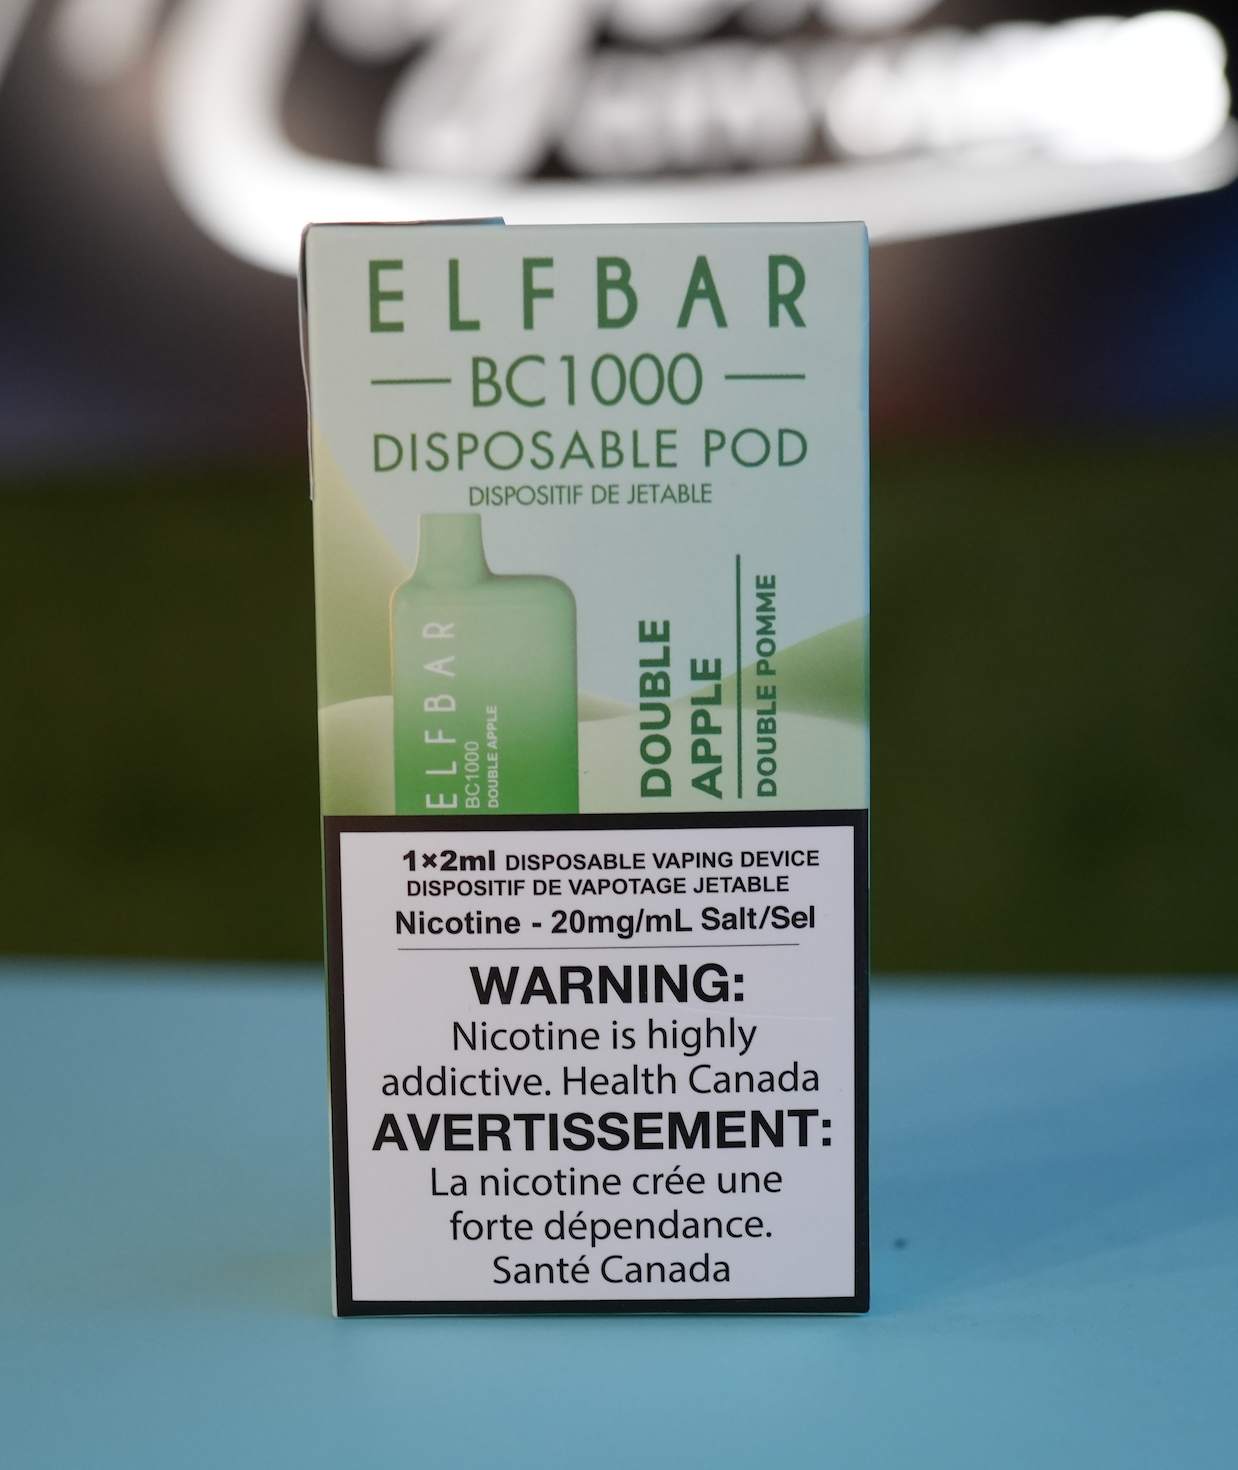 ELFBAR
BC1000
DISPOSABLE POD
DISPOSITIF DE JETABLE
ELFBAR
BC1000
DOUBLE APPLE
DOUBLE
APPLE
DOUBLE POMME
1×2ml DISPOSABLE VAPING DEVICE
DISPOSITIF DE VAPOTAGE JETABLE
Nicotine - 20mg/mL Salt/Sel
WARNING:
Nicotine is highly
addictive. Health Canada
AVERTISSEMENT:
La nicotine crée une
forte dépendance.
Santé Canada